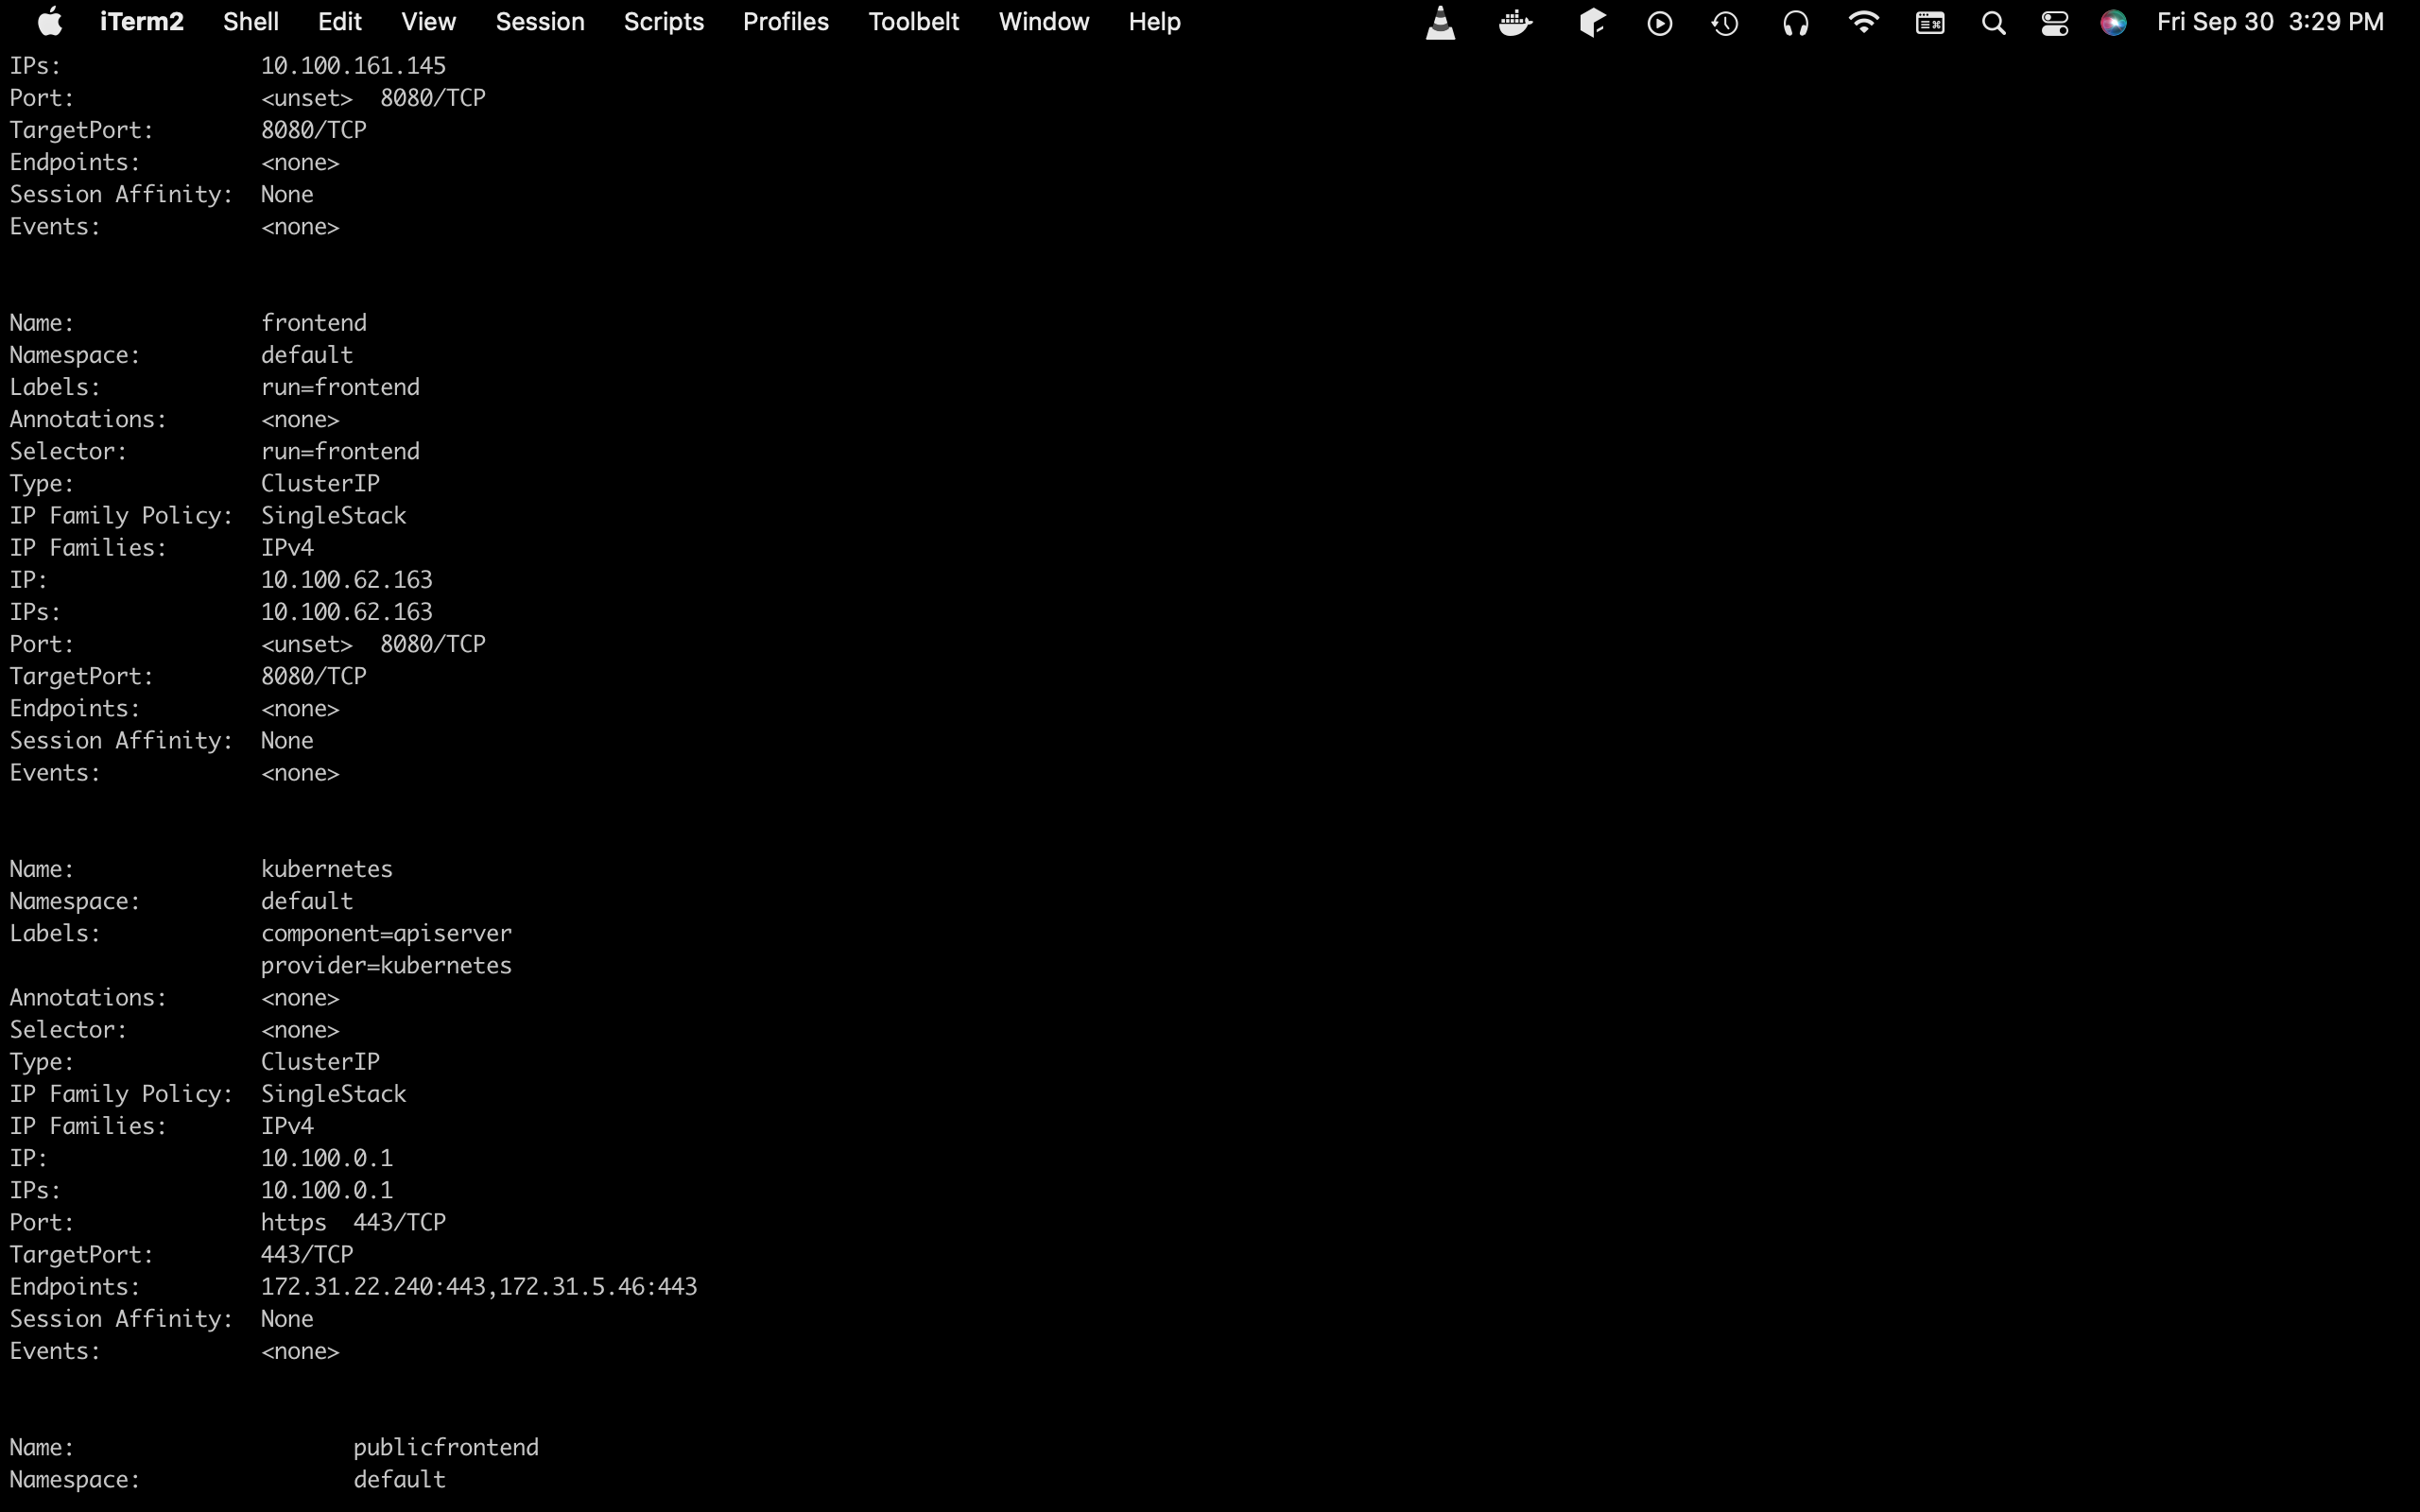 iTerm2 Shell Edit View Session Scripts Profiles Toolbelt Window Help Fri Sep 30 3:29 PM
IPs: 10.100.161.145
Port: <unset> 8080/TCP
TargetPort: 8080/TCP
Endpoints: <none>
Session Affinity: None
Events: <none>
Name: frontend
Namespace: default
Labels: run=frontend
Annotations: <none>
Selector: run=frontend
Type: ClusterIP
IP Family Policy: SingleStack
IP Families: IPv4
IP: 10.100.62.163
IPs: 10.100.62.163
Port: <unset> 8080/TCP
TargetPort: 8080/TCP
Endpoints: <none>
Session Affinity: None
Events: <none>
Name: kubernetes
Namespace: default
Labels: component=apiserver
provider=kubernetes
Annotations: <none>
Selector: <none>
Type: ClusterIP
IP Family Policy: SingleStack
IP Families: IPv4
IP: 10.100.0.1
IPs: 10.100.0.1
Port: https 443/TCP
TargetPort: 443/TCP
Endpoints: 172.31.22.240:443,172.31.5.46:443
Session Affinity: None
Events: <none>
Name: publicfrontend
Namespace: default